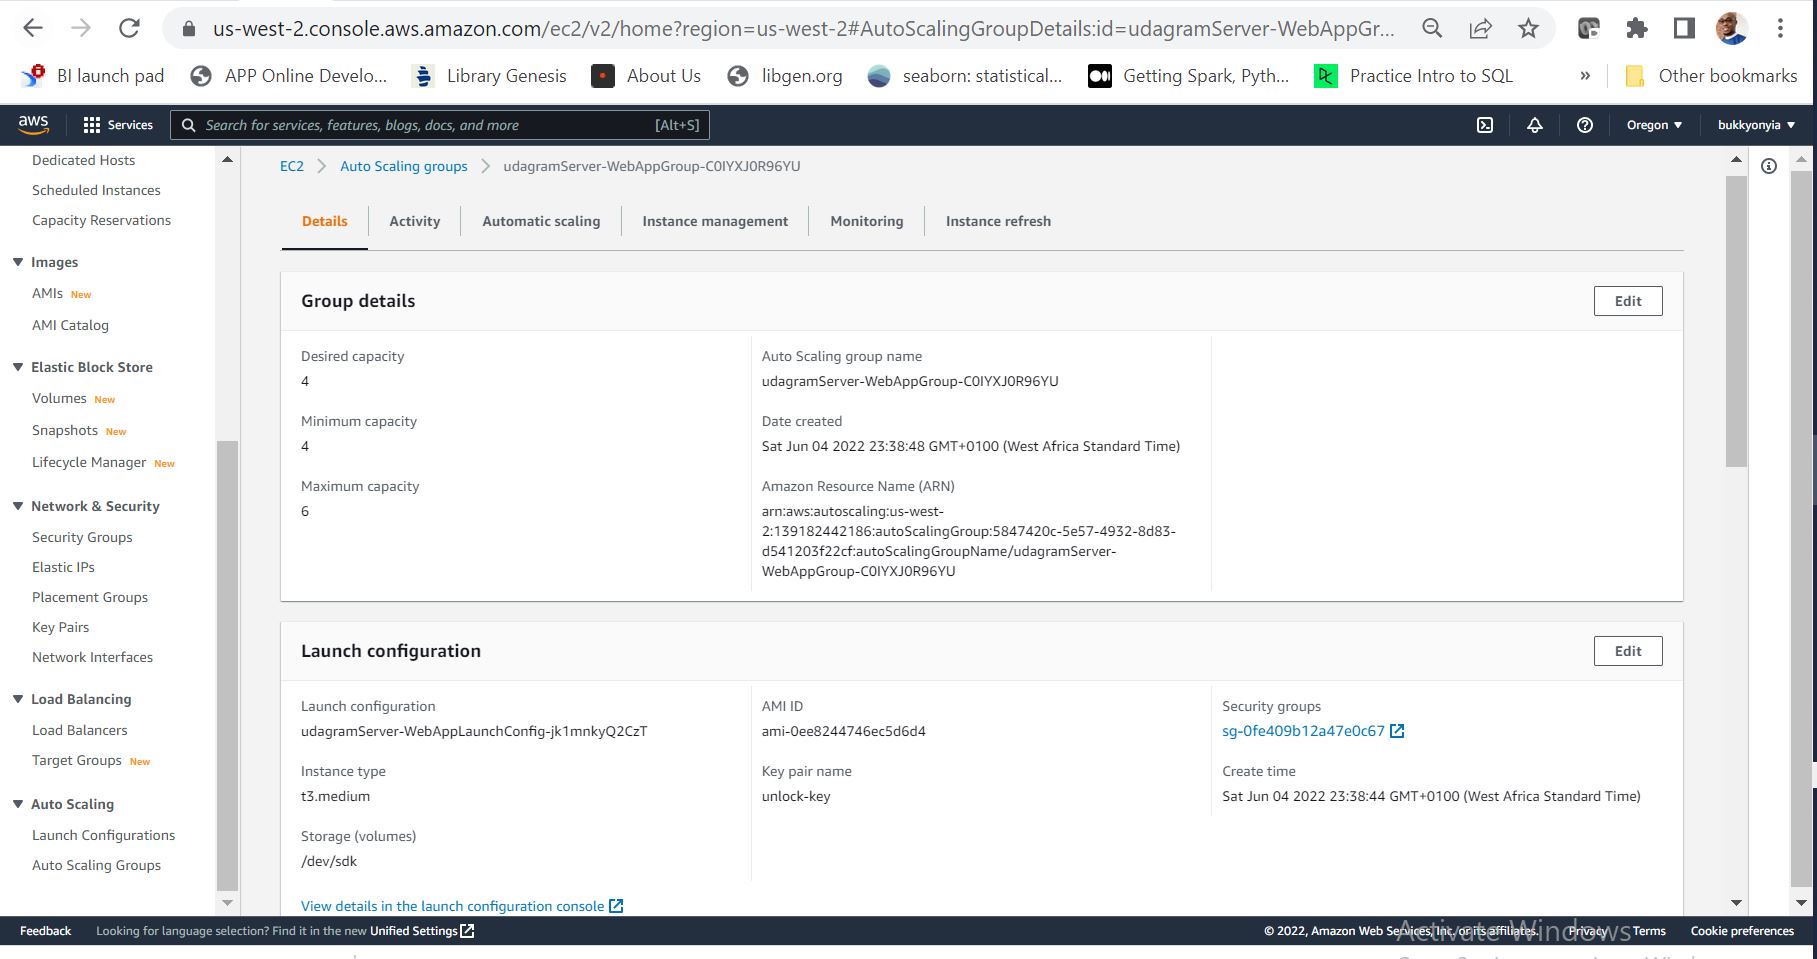 us-west-2.console.aws.amazon.com/ec2/v2/home?region=us-west-2#AutoScalingGroupDetails:id=udagramServer-WebAppGr...
BI launch pad
APP Online Develo...
Library Genesis
About Us
libgen.org
seaborn: statistical...
Getting Spark, Pyth...
Practice Intro to SQL
»
Other bookmarks
aws
Services
Search for services, features, blogs, docs, and more
[Alt+S]
Oregon
bukkyonyia
Dedicated Hosts
Scheduled Instances
Capacity Reservations
Images
AMIs New
AMI Catalog
Elastic Block Store
Volumes New
Snapshots New
Lifecycle Manager New
Network & Security
Security Groups
Elastic IPs
Placement Groups
Key Pairs
Network Interfaces
Load Balancing
Load Balancers
Target Groups New
Auto Scaling
Launch Configurations
Auto Scaling Groups
EC2 > Auto Scaling groups > udagramServer-WebAppGroup-C0IYXJ0R96YU
Details
Activity
Automatic scaling
Instance management
Monitoring
Instance refresh
Group details
Edit
Desired capacity
4
Minimum capacity
4
Maximum capacity
6
Auto Scaling group name
udagramServer-WebAppGroup-C0IYXJ0R96YU
Date created
Sat Jun 04 2022 23:38:48 GMT+0100 (West Africa Standard Time)
Amazon Resource Name (ARN)
arn:aws:autoscaling:us-west-
2:139182442186:autoScalingGroup:5847420c-5e57-4932-8d83-
d541203f22cf:autoScalingGroupName/udagramServer-
WebAppGroup-C0IYXJ0R96YU
Launch configuration
Edit
Launch configuration
udagramServer-WebAppLaunchConfig-jk1mnkyQ2CzT
Instance type
t3.medium
Storage (volumes)
/dev/sdk
View details in the launch configuration console
AMI ID
ami-0ee8244746ec5d6d4
Key pair name
unlock-key
Security groups
sg-0fe409b12a47e0c67
Create time
Sat Jun 04 2022 23:38:44 GMT+0100 (West Africa Standard Time)
Feedback
Looking for language selection? Find it in the new Unified Settings
© 2022, Amazon Web Services, Inc. or its affiliates.
Privacy
Terms
Cookie preferences
Activate Windows